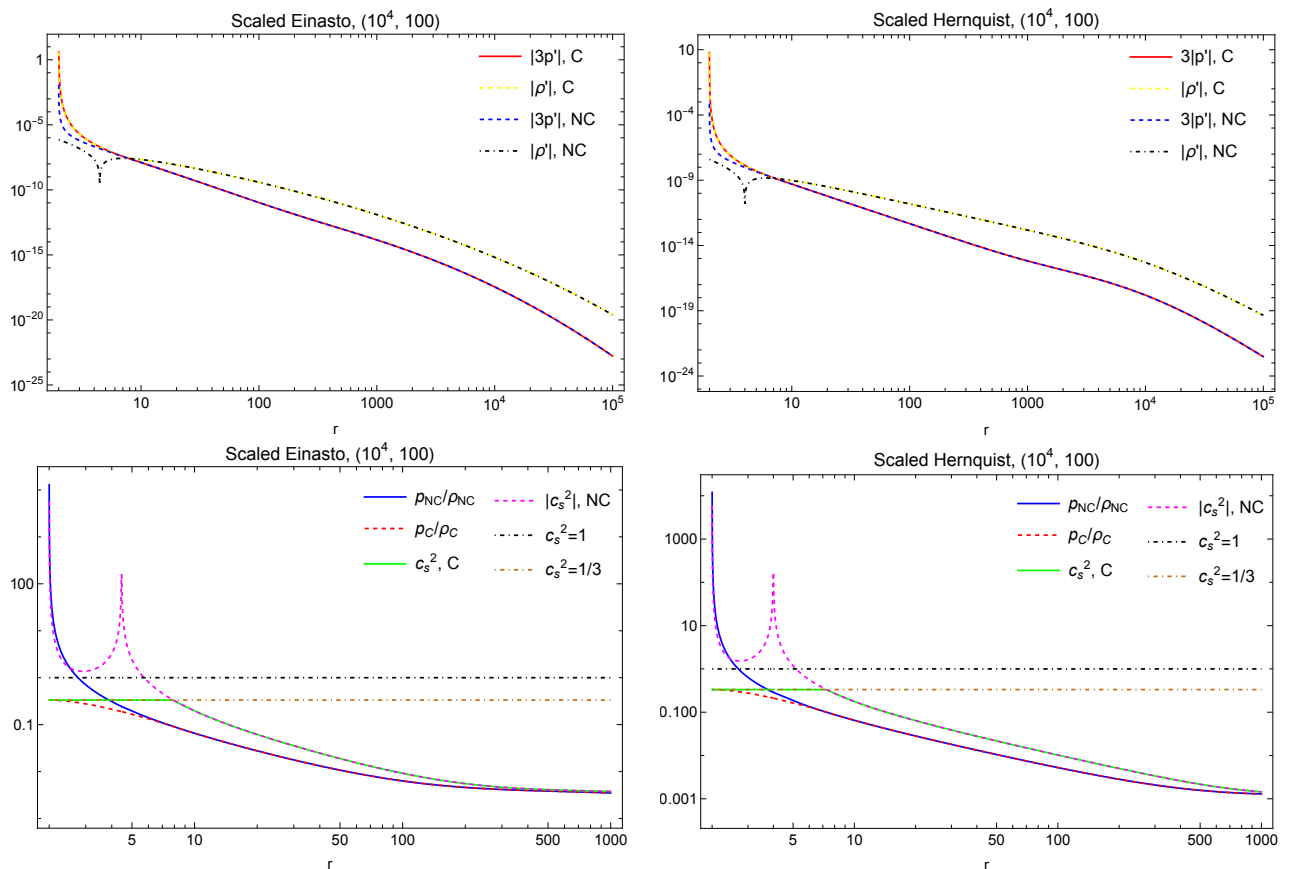 Scaled Einasto, (10⁴, 100)
|3p'|, C
|ρ'|, C
|3p'|, NC
|ρ'|, NC
1
10⁻⁵
10⁻¹⁰
10⁻¹⁵
10⁻²⁰
10⁻²⁵
10 100 1000 10⁴ 10⁵
r
Scaled Hernquist, (10⁴, 100)
3|p'|, C
|ρ'|, C
3|p'|, NC
|ρ'|, NC
10
10⁻⁴
10⁻⁹
10⁻¹⁴
10⁻¹⁹
10⁻²⁴
10 100 1000 10⁴ 10⁵
r
Scaled Einasto, (10⁴, 100)
p_NC/ρ_NC
p_C/ρ_C
c_s², C
|c_s²|, NC
c_s²=1
c_s²=1/3
100
0.1
5 10 50 100 500 1000
r
Scaled Hernquist, (10⁴, 100)
p_NC/ρ_NC
p_C/ρ_C
c_s², C
|c_s²|, NC
c_s²=1
c_s²=1/3
1000
10
0.100
0.001
5 10 50 100 500 1000
r